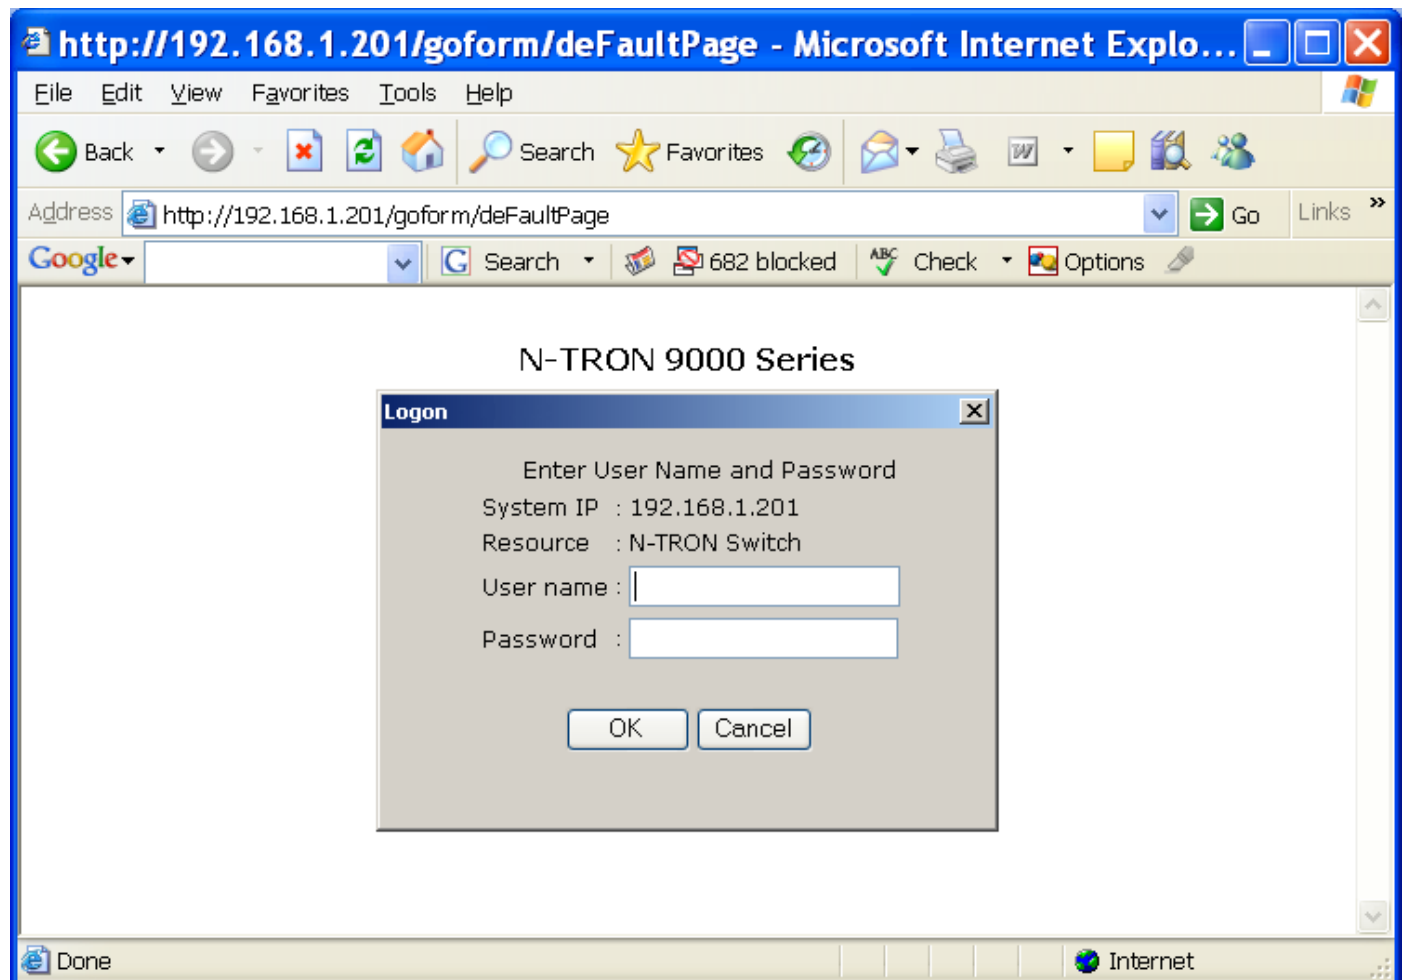 http://192.168.1.201/goform/deFaultPage - Microsoft Internet Explo...
File Edit View Favorites Tools Help
Back Search Favorites W
Address http://192.168.1.201/goform/deFaultPage Go Links »
Google G Search 682 blocked ABC Check Options
N-TRON 9000 Series
Logon
Enter User Name and Password
System IP : 192.168.1.201
Resource : N-TRON Switch
User name :
Password :
OK Cancel
Done Internet